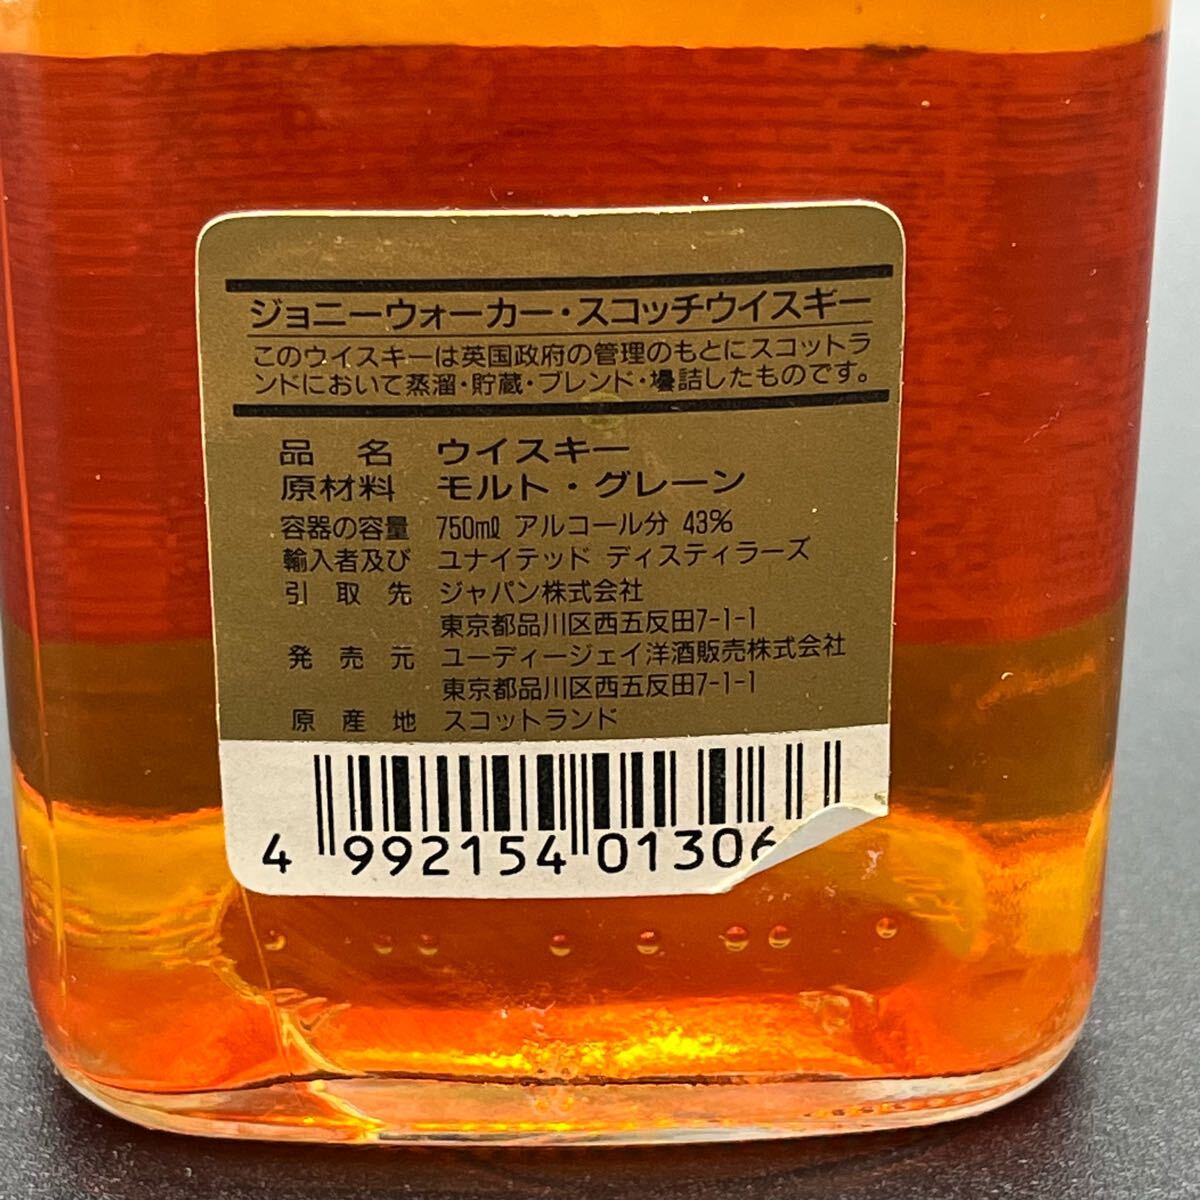 ジョニーウォーカー・スコッチウイスキー
このウイスキーは英国政府の管理のもとにスコットラ
ンドにおいて蒸溜・貯蔵・ブレンド・壜詰したものです。
品名 ウイスキー
原材料 モルト・グレーン
容器の容量 750mℓ アルコール分 43%
輸入者及び ユナイテッド ディスティラーズ
引取先 ジャパン株式会社
東京都品川区西五反田7-1-1
発売元 ユーディージェイ洋酒販売株式会社
東京都品川区西五反田7-1-1
原産地 スコットランド
4 992154 01306